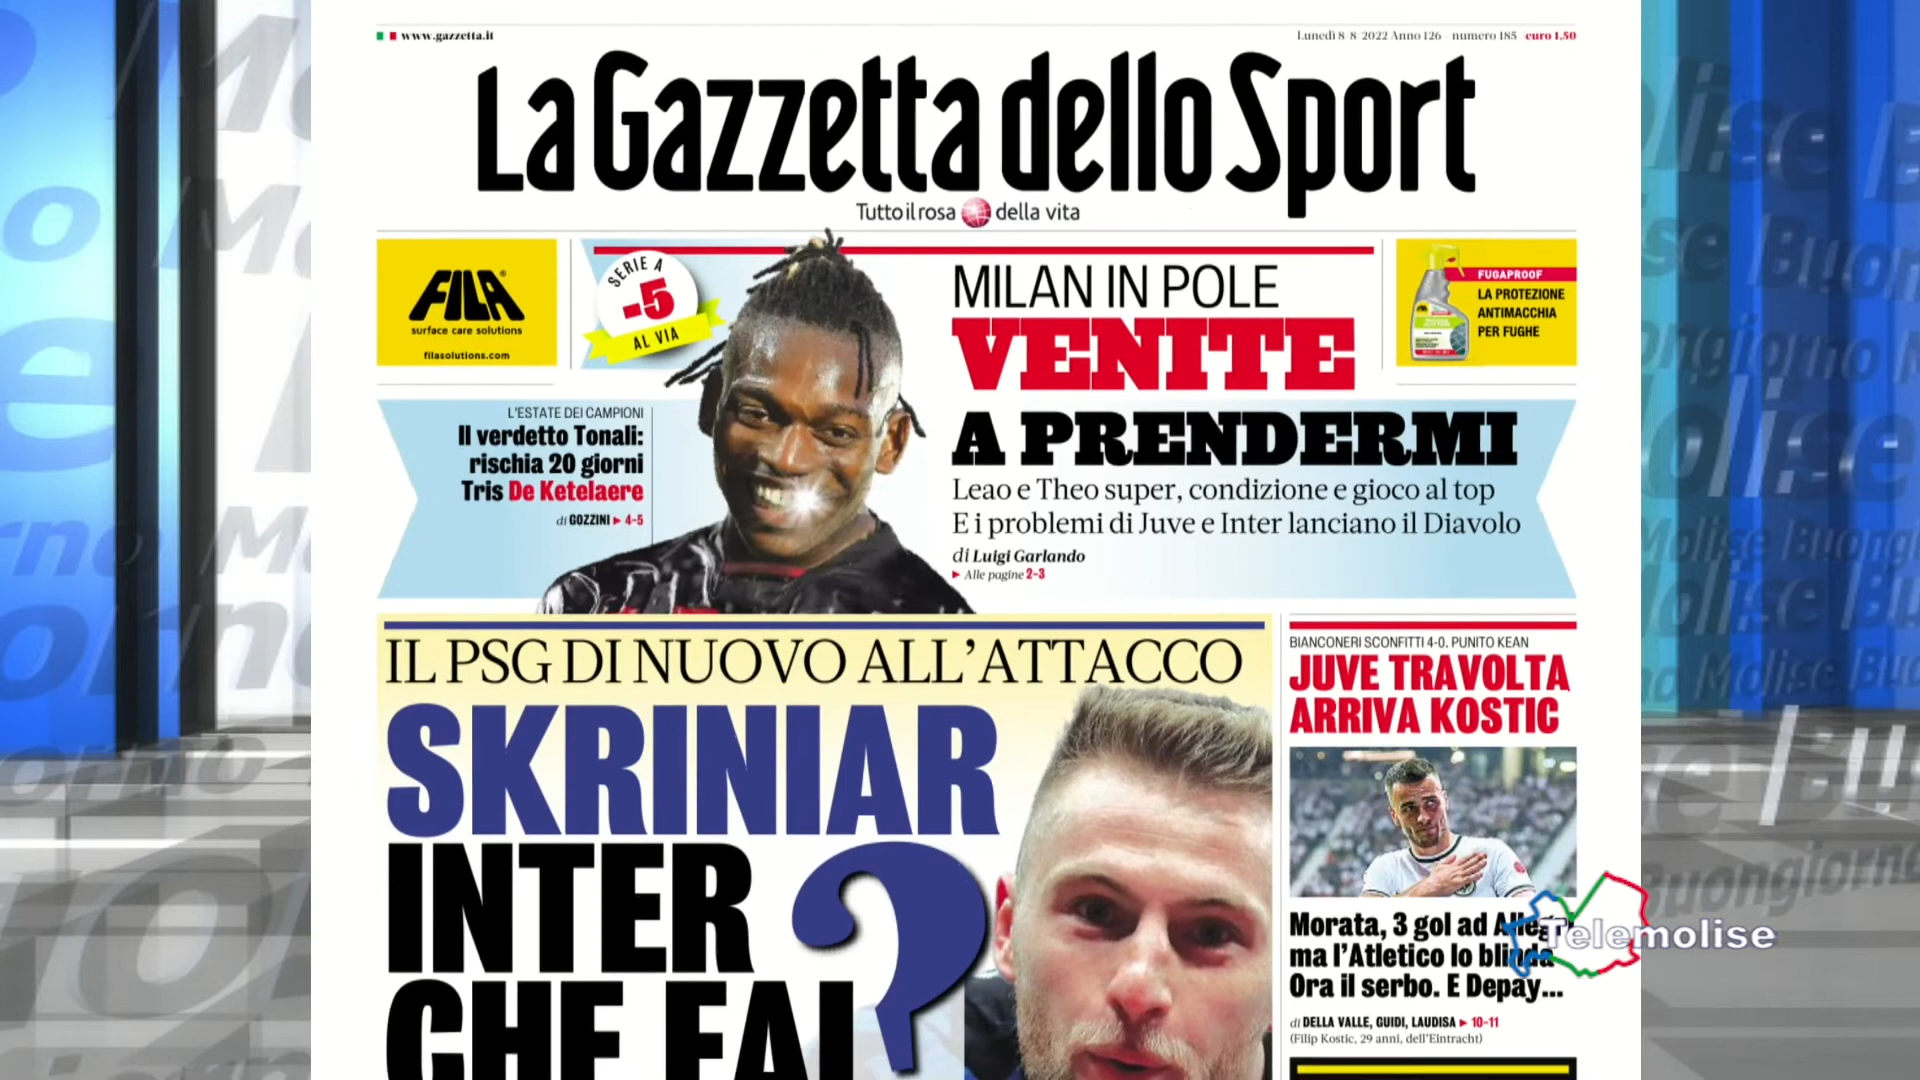 www.gazzetta.it
Lunedì 8-8-2022 Anno 126 - numero 185 euro 1,50
La Gazzetta dello Sport
Tutto il rosa della vita
FILA
surface care solutions
filasolutions.com
SERIE A
-5
AL VIA
MILAN IN POLE
VENITE
A PRENDERMI
Leao e Theo super, condizione e gioco al top
E i problemi di Juve e Inter lanciano il Diavolo
di Luigi Garlando
Alle pagine 2-3
FUGAPROOF
LA PROTEZIONE
ANTIMACCHIA
PER FUGHE
L'ESTATE DEI CAMPIONI
Il verdetto Tonali:
rischia 20 giorni
Tris De Ketelaere
di GOZZINI 4-5
IL PSG DI NUOVO ALL'ATTACCO
SKRINIAR
INTER
CHE FAI
?
BIANCONERI SCONFITTI 4-0. PUNITO KEAN
JUVE TRAVOLTA
ARRIVA KOSTIC
Morata, 3 gol ad Allegri
ma l'Atletico lo blinda
Ora il serbo. E Depay...
di DELLA VALLE, GUIDI, LAUDISA 10-11
(Filip Kostic, 29 anni, dell'Eintracht)
Telemolise